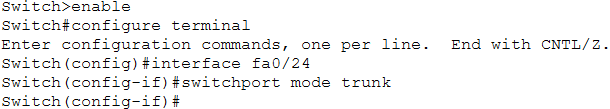 Switch>enable
Switch#configure terminal
Enter configuration commands, one per line.  End with CNTL/Z.
Switch(config)#interface fa0/24
Switch(config-if)#switchport mode trunk
Switch(config-if)#